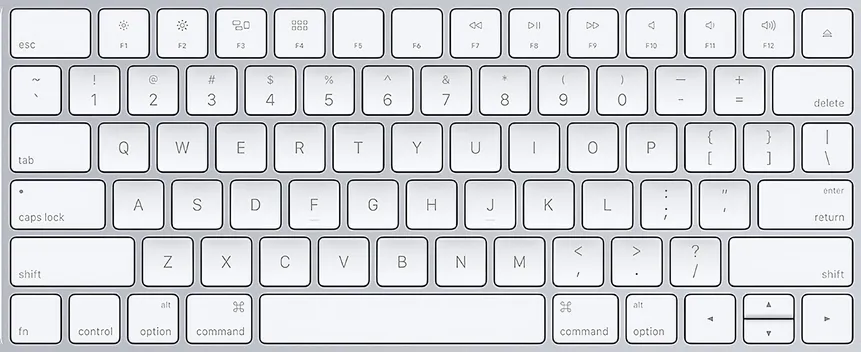 esc F1 F2 F3 F4 F5 F6 F7 F8 F9 F10 F11 F12
~ ! @ # $ % ^ & * ( ) — +
` 1 2 3 4 5 6 7 8 9 0 - = delete
tab Q W E R T Y U I O P { [ } ] | \
caps lock A S D F G H J K L : ; " ' enter return
shift Z X C V B N M < , > . ? / shift
fn control alt option ⌘ command ⌘ command alt option ◂ ▴ ▾ ▸